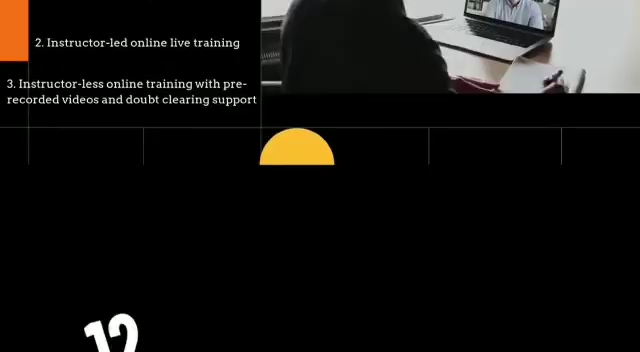 2. Instructor-led online live training
3. Instructor-less online training with pre-
recorded videos and doubt clearing support
12